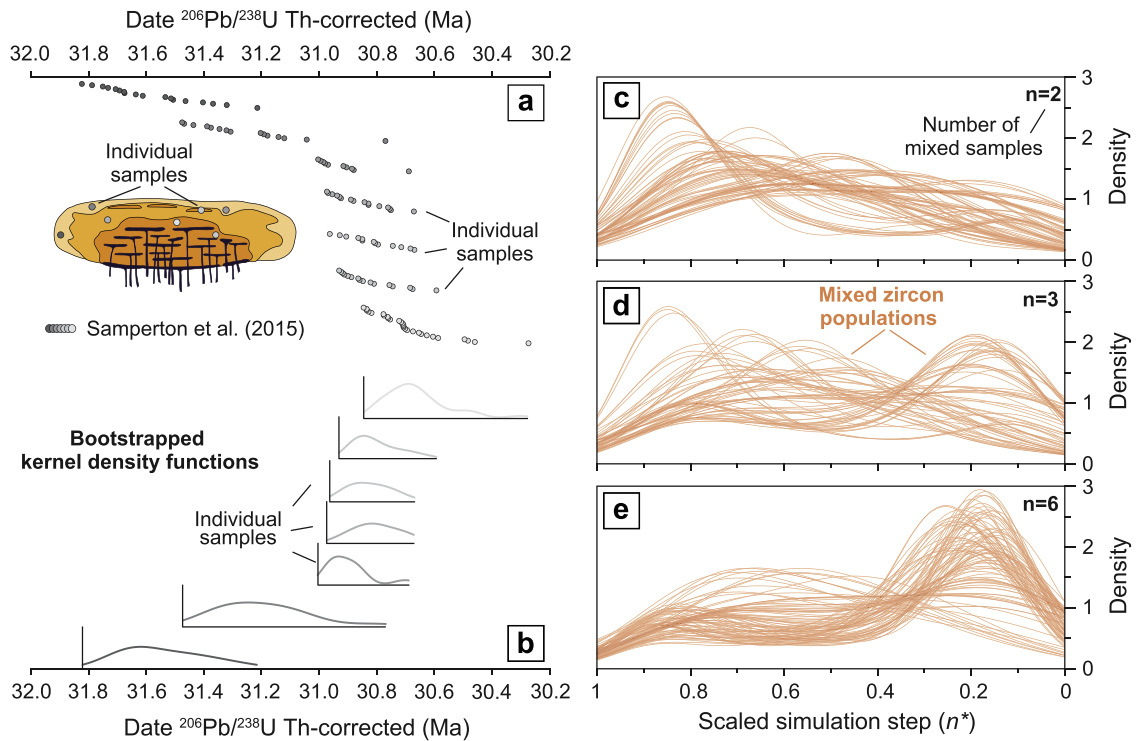 Date ²⁰⁶Pb/²³⁸U Th-corrected (Ma)
32.0 31.8 31.6 31.4 31.2 31.0 30.8 30.6 30.4 30.2
a
Individual
samples
Individual
samples
Samperton et al. (2015)
Bootstrapped
kernel density functions
Individual
samples
b
32.0 31.8 31.6 31.4 31.2 31.0 30.8 30.6 30.4 30.2
Date ²⁰⁶Pb/²³⁸U Th-corrected (Ma)
c
n=2
Number of
mixed samples
3
2
1
0
Density
d
Mixed zircon
populations
n=3
3
2
1
0
Density
e
n=6
3
2
1
0
Density
1 0.8 0.6 0.4 0.2 0
Scaled simulation step (n*)